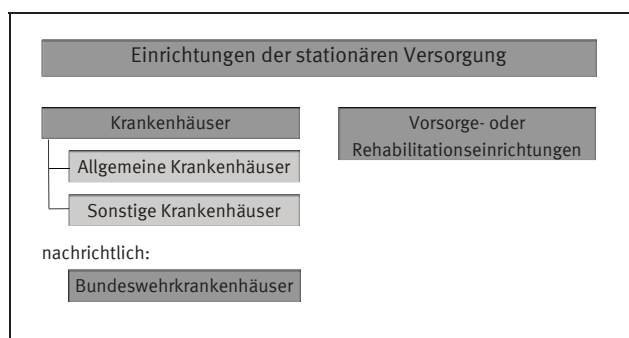 Einrichtungen der stationären Versorgung
Krankenhäuser
Allgemeine Krankenhäuser
Sonstige Krankenhäuser
nachrichtlich:
Bundeswehrkrankenhäuser
Vorsorge- oder
Rehabilitationseinrichtungen